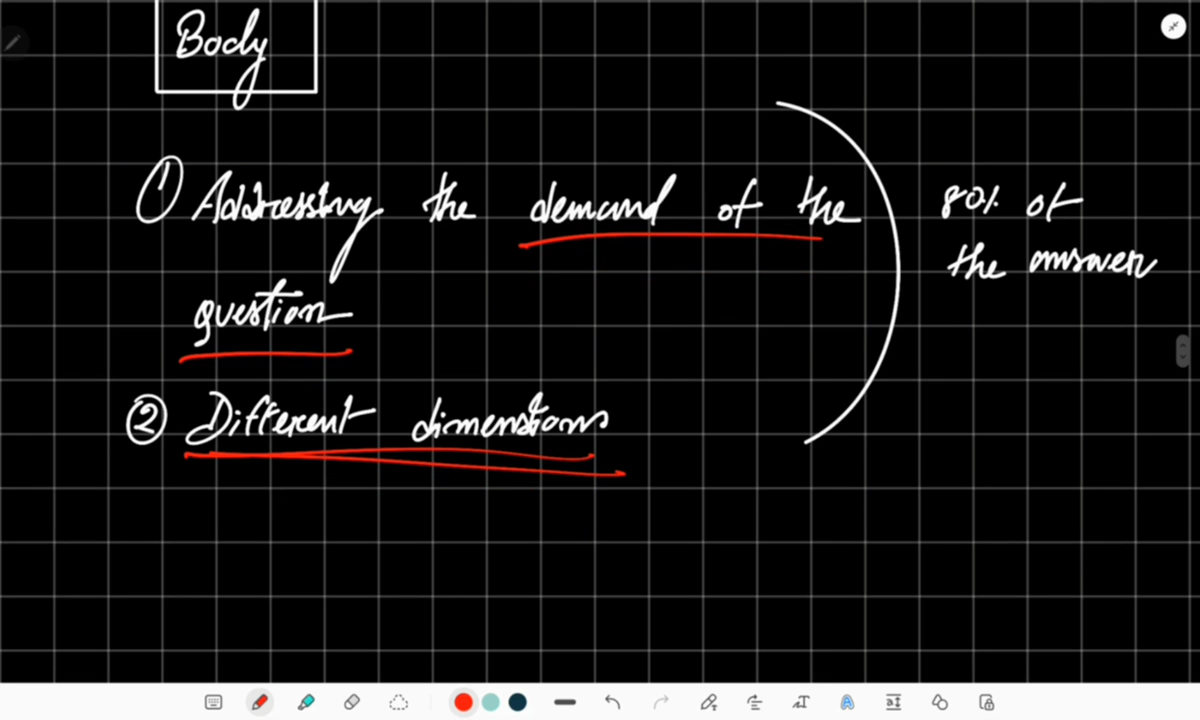 Body
① Addressing the demand of the
question
② Different dimensions
80% of
the answer